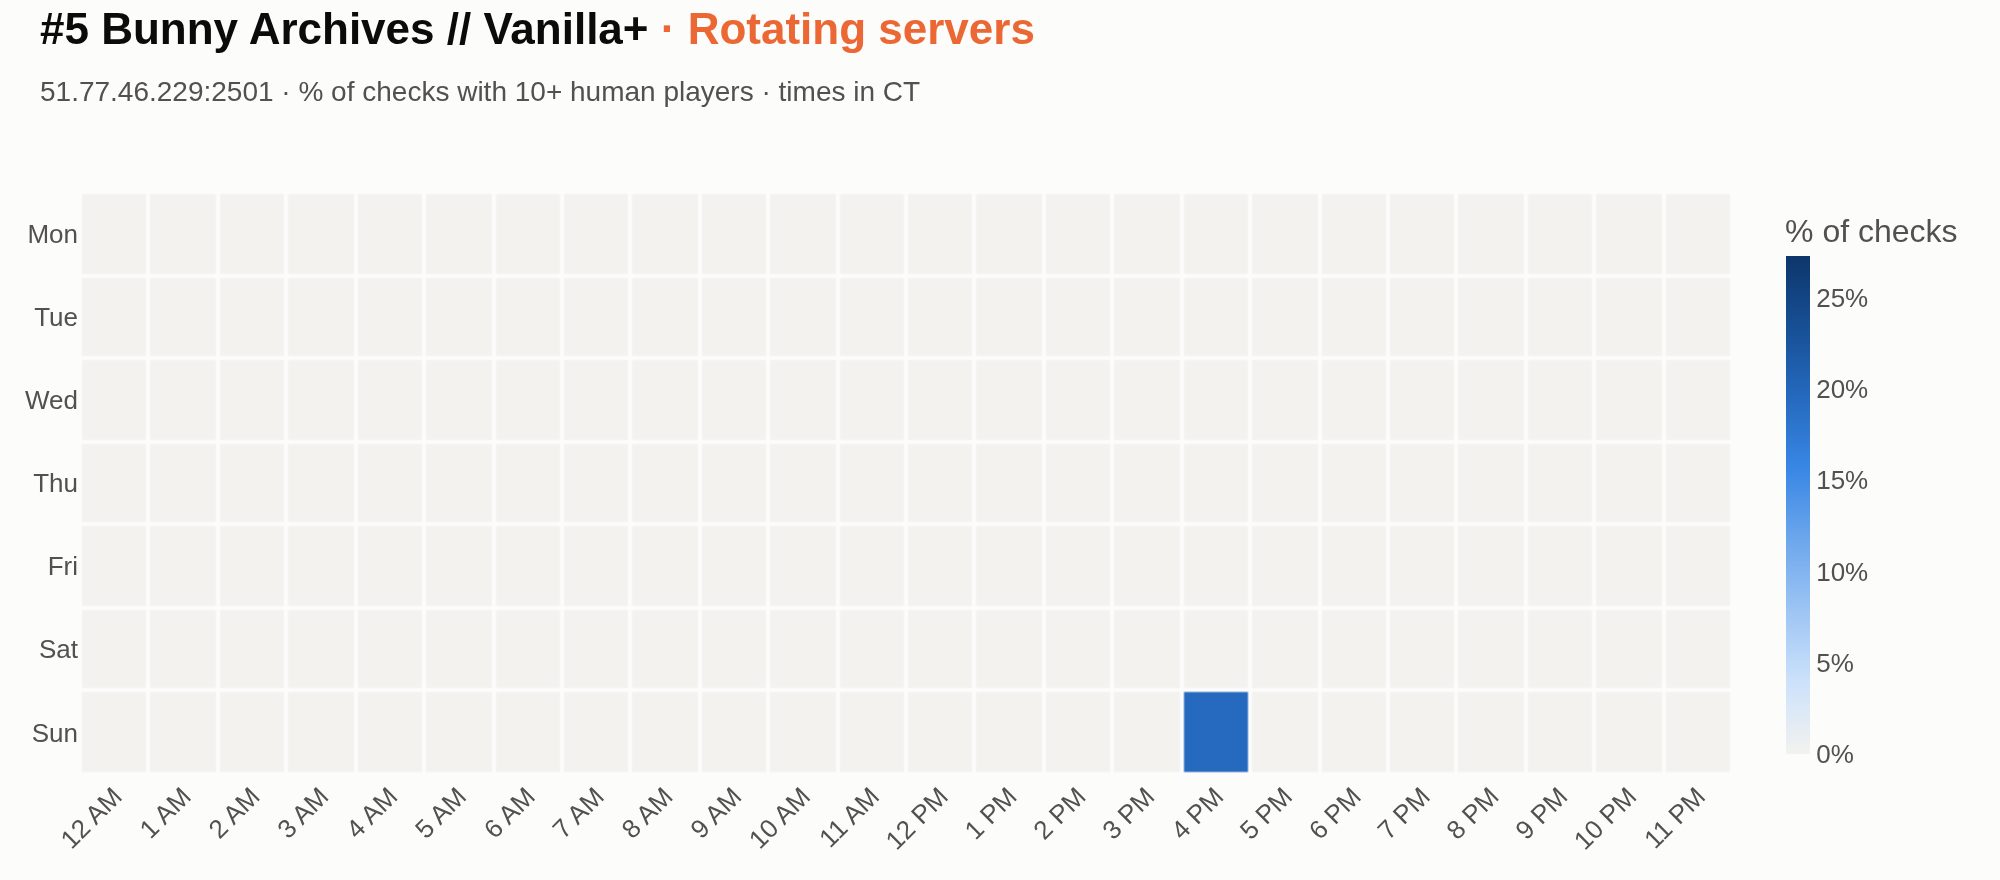 #5 Bunny Archives // Vanilla+ · Rotating servers
51.77.46.229:2501 · % of checks with 10+ human players · times in CT
% of checks
25%
20%
15%
10%
5%
0%
Mon
Tue
Wed
Thu
Fri
Sat
Sun
12 AM
1 AM
2 AM
3 AM
4 AM
5 AM
6 AM
7 AM
8 AM
9 AM
10 AM
11 AM
12 PM
1 PM
2 PM
3 PM
4 PM
5 PM
6 PM
7 PM
8 PM
9 PM
10 PM
11 PM